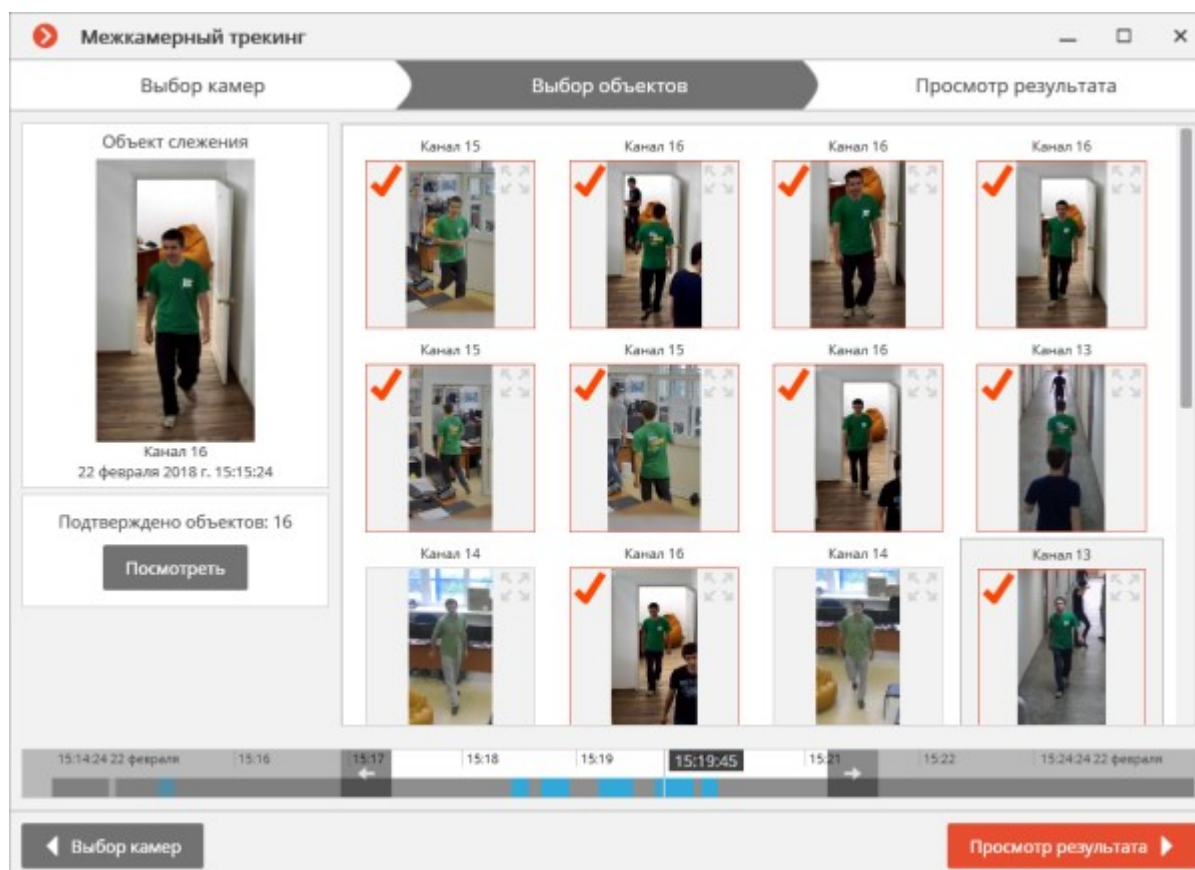 Межкамерный трекинг
Выбор камер
Выбор объектов
Просмотр результата
Объект слежения
Канал 16
22 февраля 2018 г. 15:15:24
Подтверждено объектов: 16
Посмотреть
Канал 15 Канал 16 Канал 16 Канал 16
Канал 15 Канал 15 Канал 16 Канал 13
Канал 14 Канал 16 Канал 14 Канал 13
15:14:24 22 февраля 15:16 15:17 15:18 15:19 15:19:45 15:21 15:22 15:24:24 22 февраля
Выбор камер
Просмотр результата